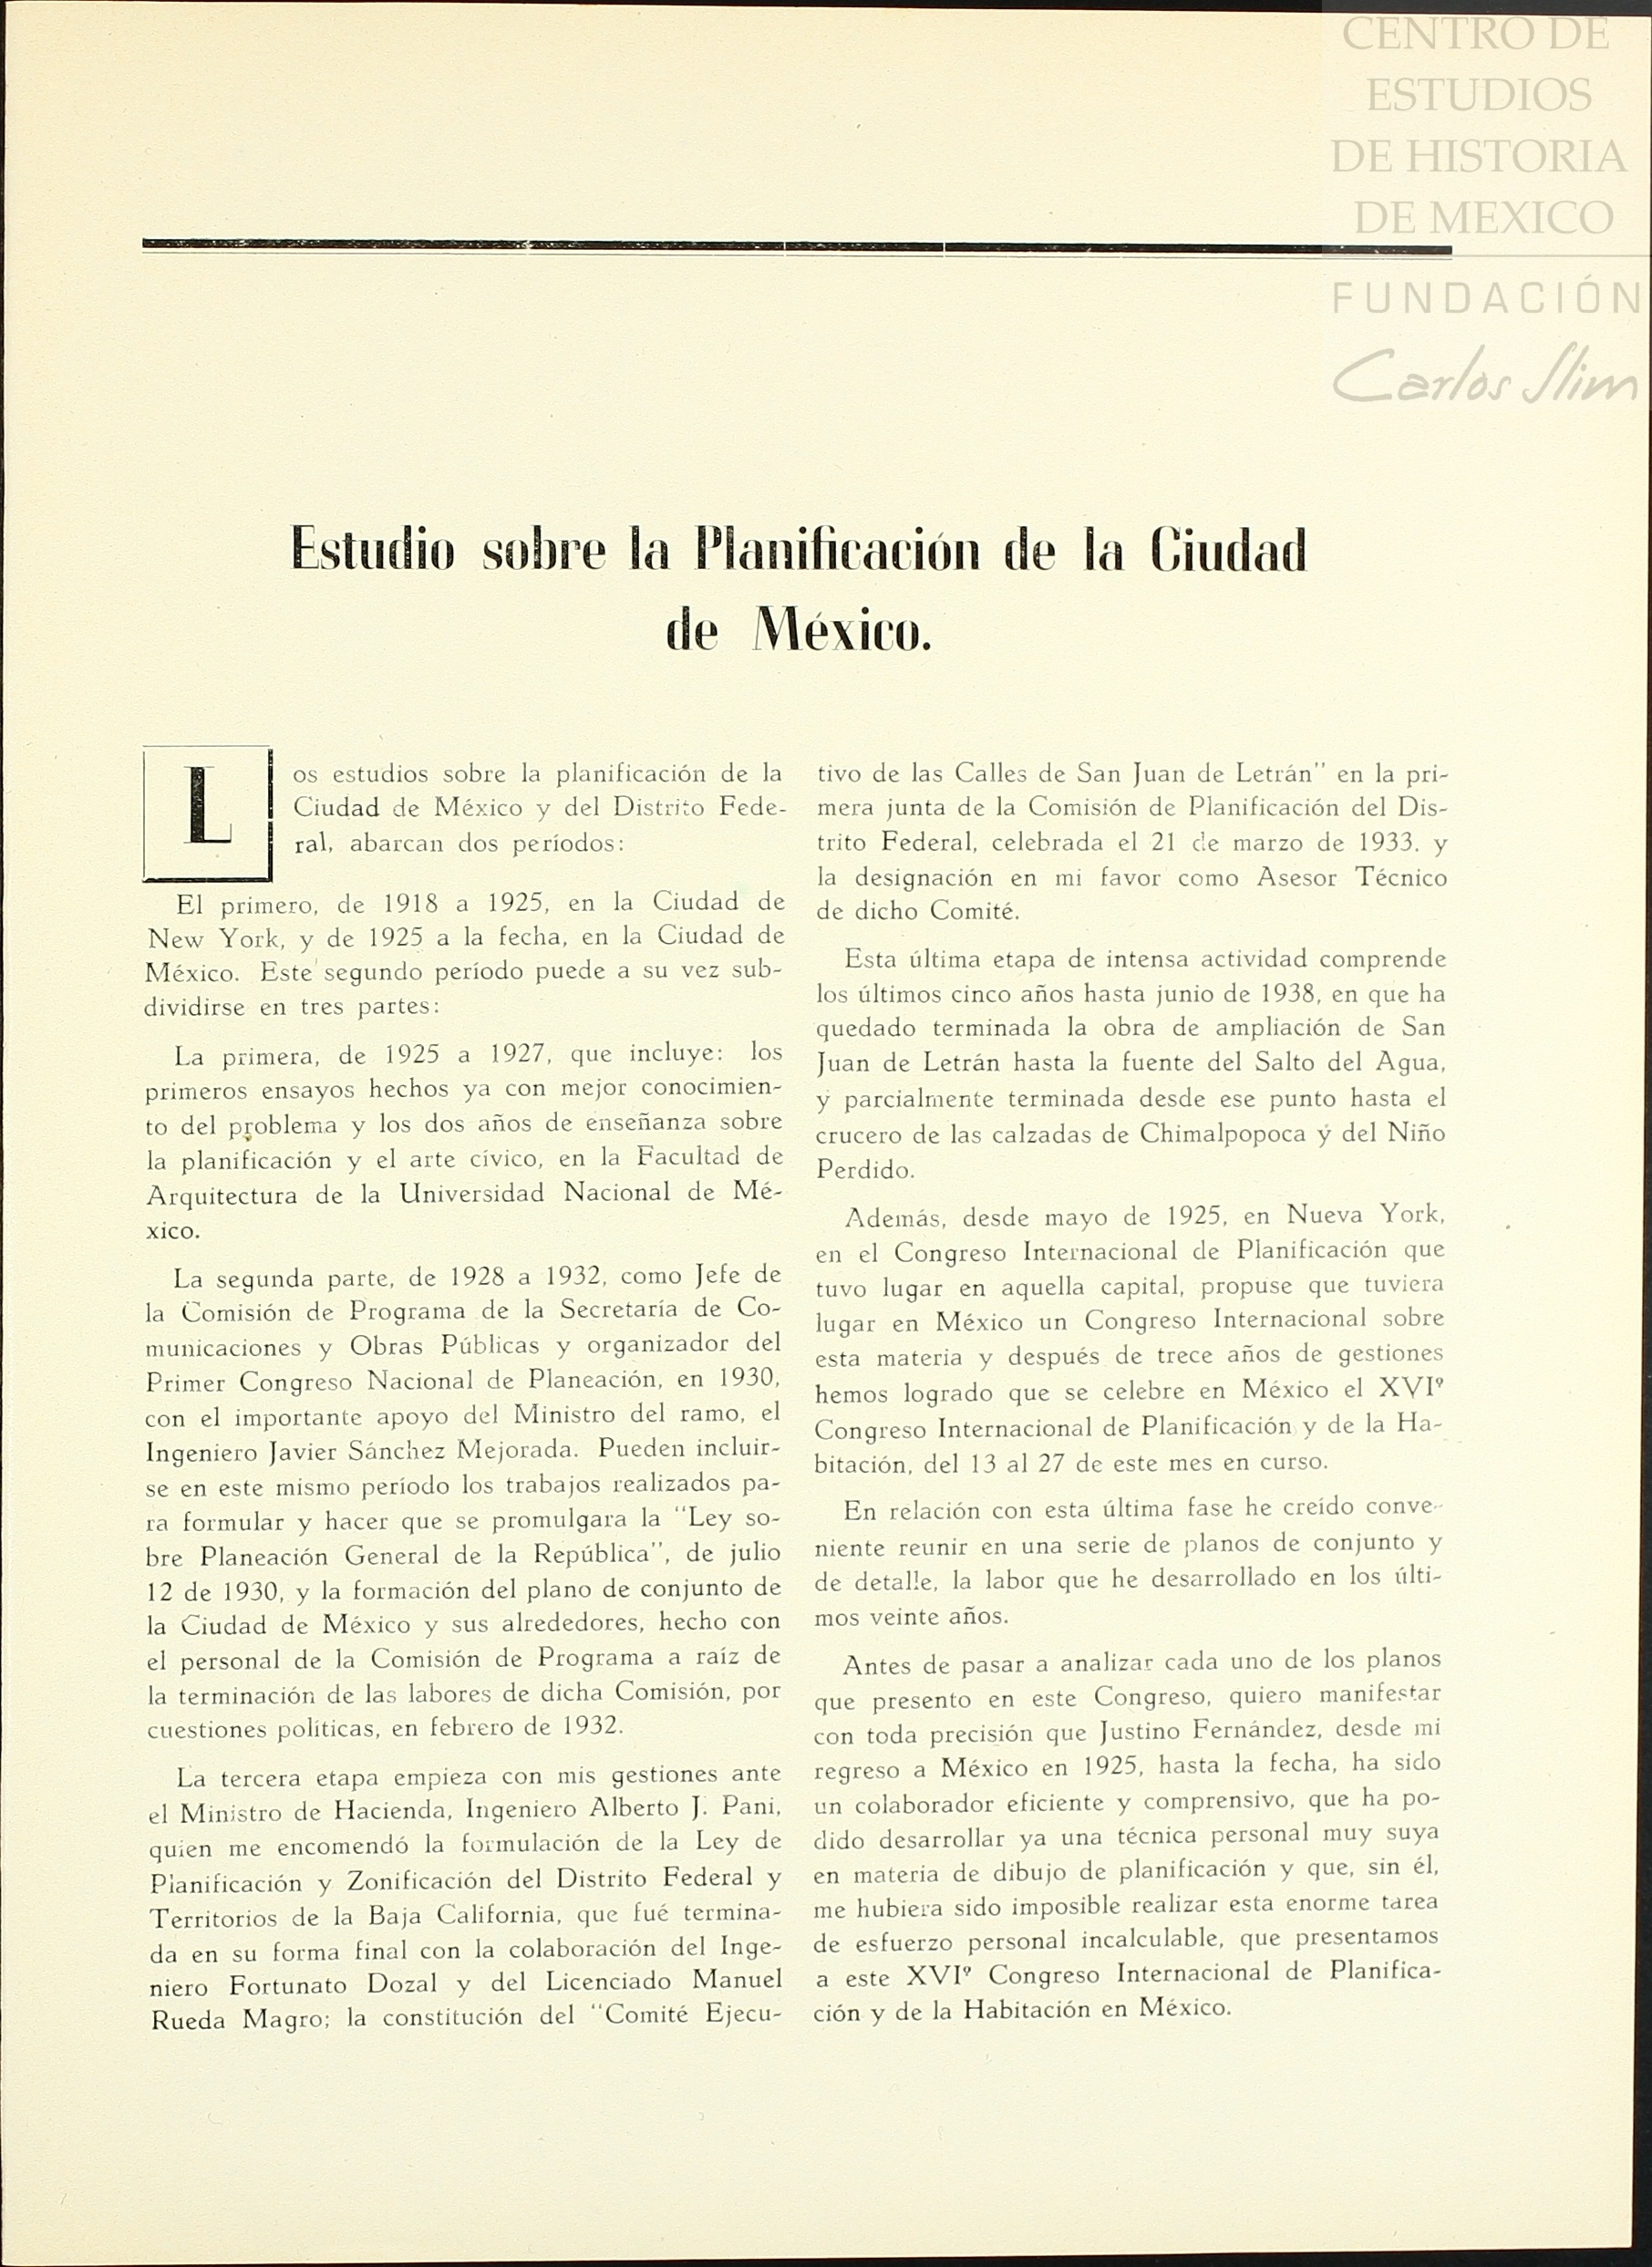 CENTRO DE
ESTUDIOS
DE HISTORIA
DE MEXICO
FUNDACIÓN
Carlos Slim
Estudio sobre la Planificación de la Ciudad
de México.
Los estudios sobre la planificación de la
Ciudad de México y del Distrito Fede-
ral, abarcan dos períodos:
El primero, de 1918 a 1925, en la Ciudad de
New York, y de 1925 a la fecha, en la Ciudad de
México. Este segundo período puede a su vez sub-
dividirse en tres partes:
La primera, de 1925 a 1927, que incluye: los
primeros ensayos hechos ya con mejor conocimien-
to del problema y los dos años de enseñanza sobre
la planificación y el arte cívico, en la Facultad de
Arquitectura de la Universidad Nacional de Mé-
xico.
La segunda parte, de 1928 a 1932, como Jefe de
la Comisión de Programa de la Secretaría de Co-
municaciones y Obras Públicas y organizador del
Primer Congreso Nacional de Planeación, en 1930,
con el importante apoyo del Ministro del ramo, el
Ingeniero Javier Sánchez Mejorada. Pueden incluir-
se en este mismo período los trabajos realizados pa-
ra formular y hacer que se promulgara la "Ley so-
bre Planeación General de la República", de julio
12 de 1930, y la formación del plano de conjunto de
la Ciudad de México y sus alrededores, hecho con
el personal de la Comisión de Programa a raíz de
la terminación de las labores de dicha Comisión, por
cuestiones políticas, en febrero de 1932.
La tercera etapa empieza con mis gestiones ante
el Ministro de Hacienda, Ingeniero Alberto J. Pani,
quien me encomendó la formulación de la Ley de
Planificación y Zonificación del Distrito Federal y
Territorios de la Baja California, que fué termina-
da en su forma final con la colaboración del Inge-
niero Fortunato Dozal y del Licenciado Manuel
Rueda Magro; la constitución del "Comité Ejecu-
tivo de las Calles de San Juan de Letrán" en la pri-
mera junta de la Comisión de Planificación del Dis-
trito Federal, celebrada el 21 de marzo de 1933. y
la designación en mi favor como Asesor Técnico
de dicho Comité.
Esta última etapa de intensa actividad comprende
los últimos cinco años hasta junio de 1938, en que ha
quedado terminada la obra de ampliación de San
Juan de Letrán hasta la fuente del Salto del Agua,
y parcialmente terminada desde ese punto hasta el
crucero de las calzadas de Chimalpopoca y del Niño
Perdido.
Además, desde mayo de 1925, en Nueva York,
en el Congreso Internacional de Planificación que
tuvo lugar en aquella capital, propuse que tuviera
lugar en México un Congreso Internacional sobre
esta materia y después de trece años de gestiones
hemos logrado que se celebre en México el XVIº
Congreso Internacional de Planificación y de la Ha-
bitación, del 13 al 27 de este mes en curso.
En relación con esta última fase he creído conve-
niente reunir en una serie de planos de conjunto y
de detalle, la labor que he desarrollado en los últi-
mos veinte años.
Antes de pasar a analizar cada uno de los planos
que presento en este Congreso, quiero manifestar
con toda precisión que Justino Fernández, desde mi
regreso a México en 1925, hasta la fecha, ha sido
un colaborador eficiente y comprensivo, que ha po-
dido desarrollar ya una técnica personal muy suya
en materia de dibujo de planificación y que, sin él,
me hubiera sido imposible realizar esta enorme tarea
de esfuerzo personal incalculable, que presentamos
a este XVIº Congreso Internacional de Planifica-
ción y de la Habitación en México.